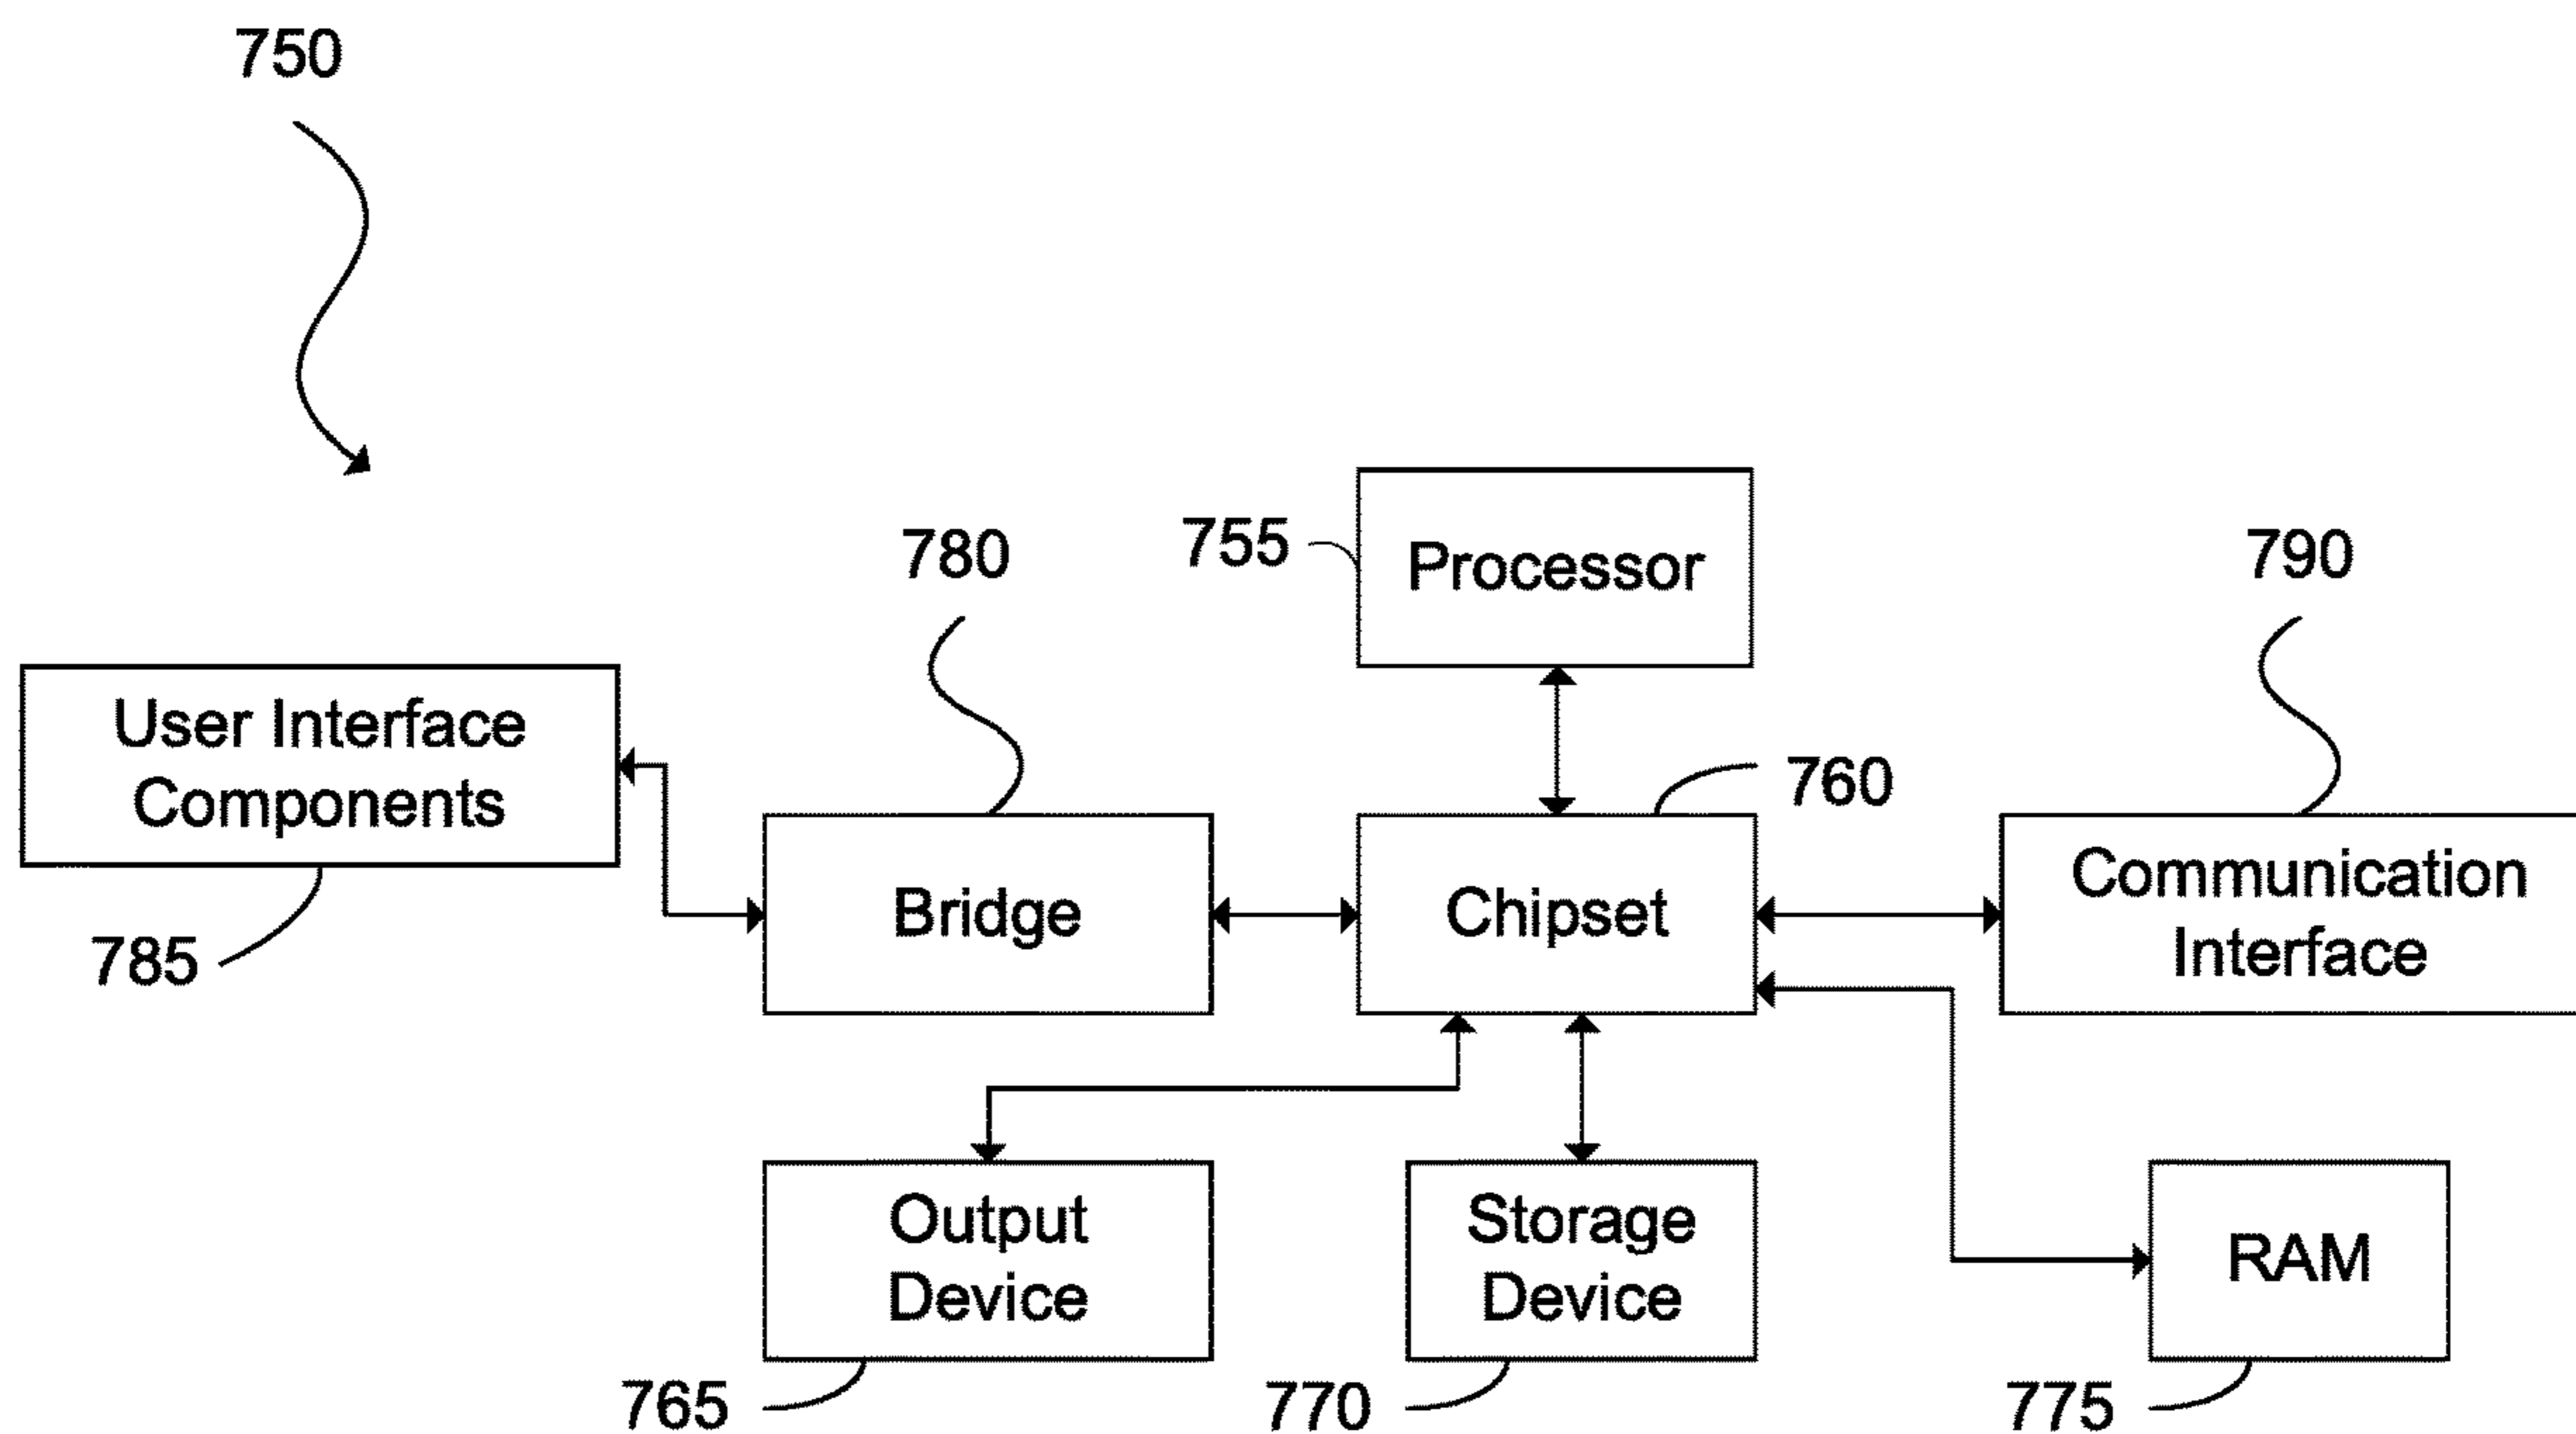 750
780
755
Processor
790
User Interface
Components
760
785
Bridge
Chipset
Communication
Interface
Output
Device
Storage
Device
RAM
765
770
775